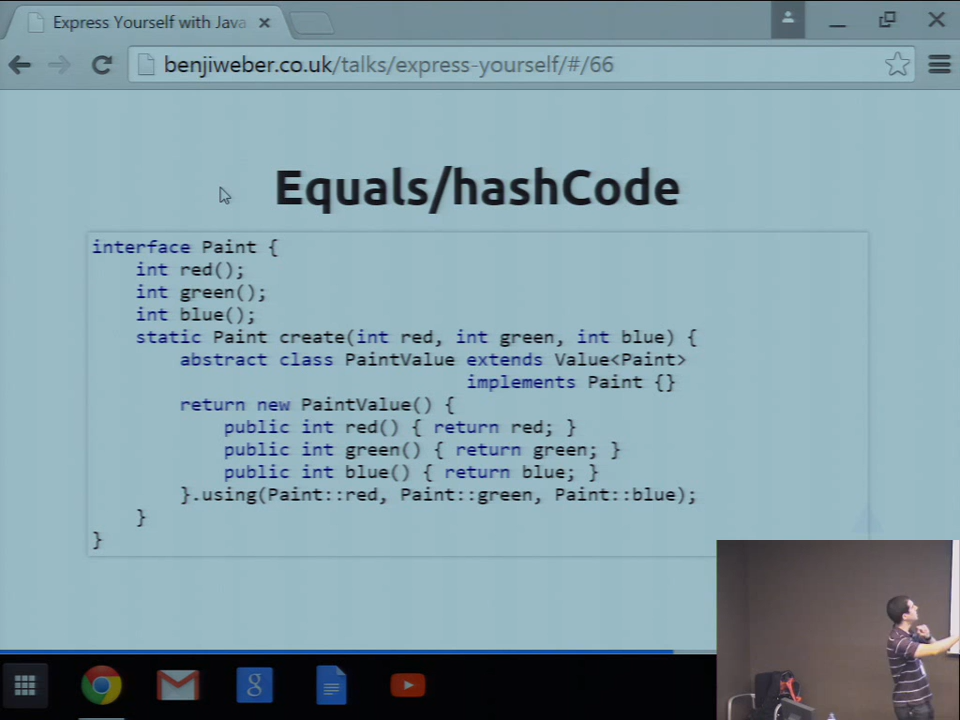 Express Yourself with Java
benjiweber.co.uk/talks/express-yourself/#/66
Equals/hashCode
interface Paint {
    int red();
    int green();
    int blue();
    static Paint create(int red, int green, int blue) {
        abstract class PaintValue extends Value<Paint>
                                  implements Paint {}
        return new PaintValue() {
            public int red() { return red; }
            public int green() { return green; }
            public int blue() { return blue; }
        }.using(Paint::red, Paint::green, Paint::blue);
    }
}
g